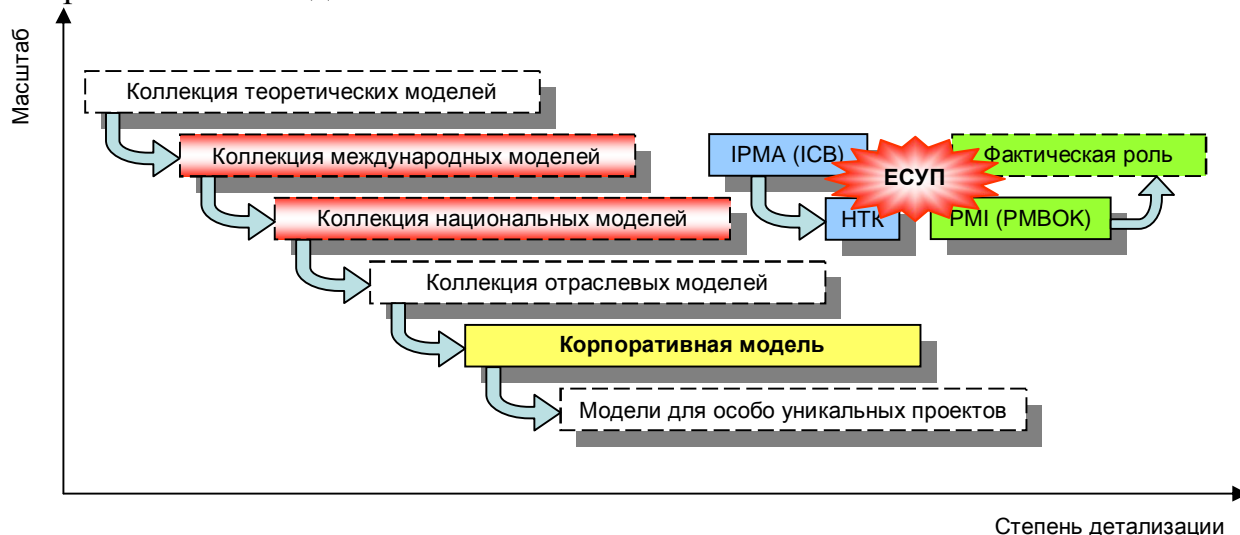 Масштаб
Коллекция теоретических моделей
Коллекция международных моделей
IPMA (ICB)
ЕСУП
Фактическая роль
Коллекция национальных моделей
НТК
PMI (PMBOK)
Коллекция отраслевых моделей
Корпоративная модель
Модели для особо уникальных проектов
Степень детализации